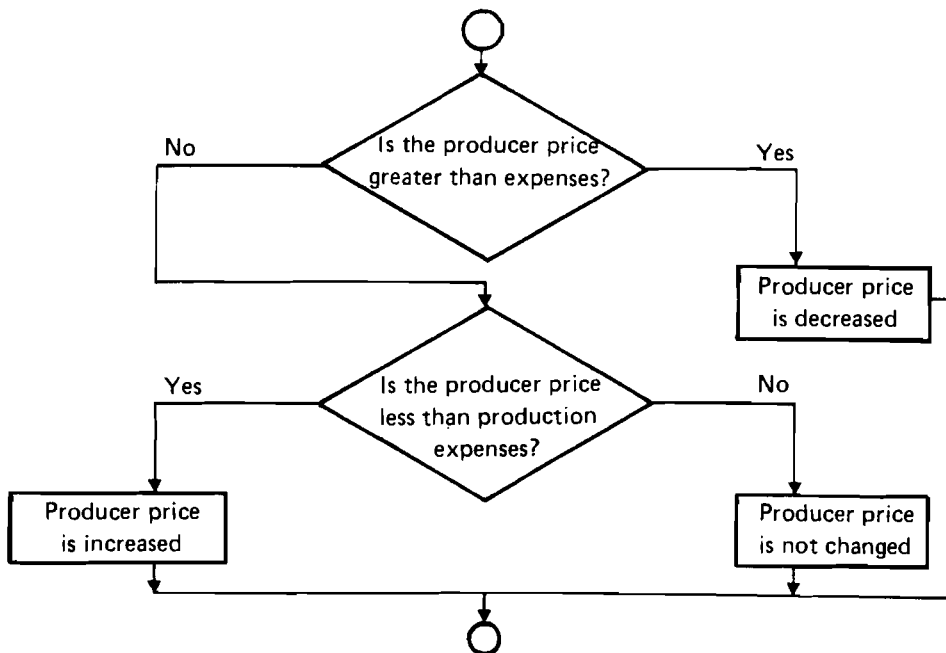 Is the producer price
greater than expenses?
No
Yes
Producer price
is decreased
Is the producer price
less than production
expenses?
Yes
No
Producer price
is increased
Producer price
is not changed